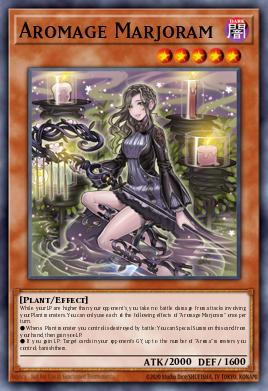 AROMAGE MARJORAM
DARK
闇
[PLANT/EFFECT]
While your LP are higher than your opponent's, you take no battle damage from attacks involving
your Plant monsters. You can only use each of the following effects of "Aromage Marjoram" once per
turn.
● When a Plant monster you control is destroyed by battle: You can Special Summon this card from
your hand, then gain LP.
● If you gain LP: Target cards in your opponent's GY, up to the number of "Aroma" monsters you
control; banish them.
ATK/2000 DEF/1600
©2020 Studio Dice/SHUEISHA, TV TOKYO, KONAMI